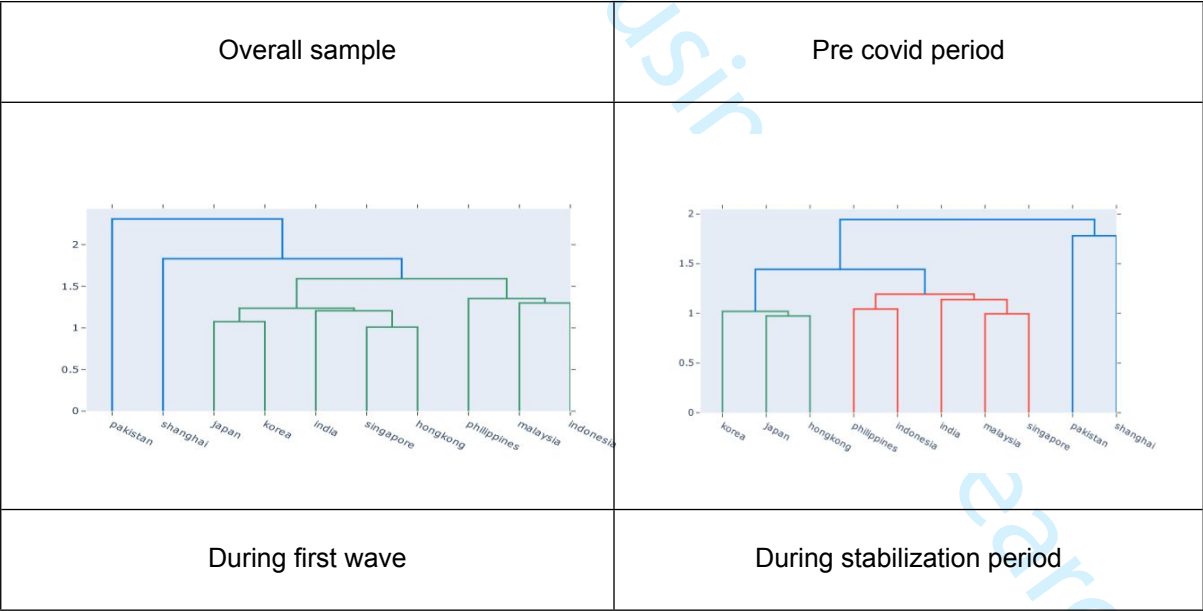 Overall sample
Pre covid period
2
1.5
1
0.5
0
pakistan
shanghai
japan
korea
india
singapore
hongkong
philippines
malaysia
indonesia
2
1.5
1
0.5
0
korea
japan
hongkong
philippines
indonesia
india
malaysia
singapore
pakistan
shanghai
During first wave
During stabilization period